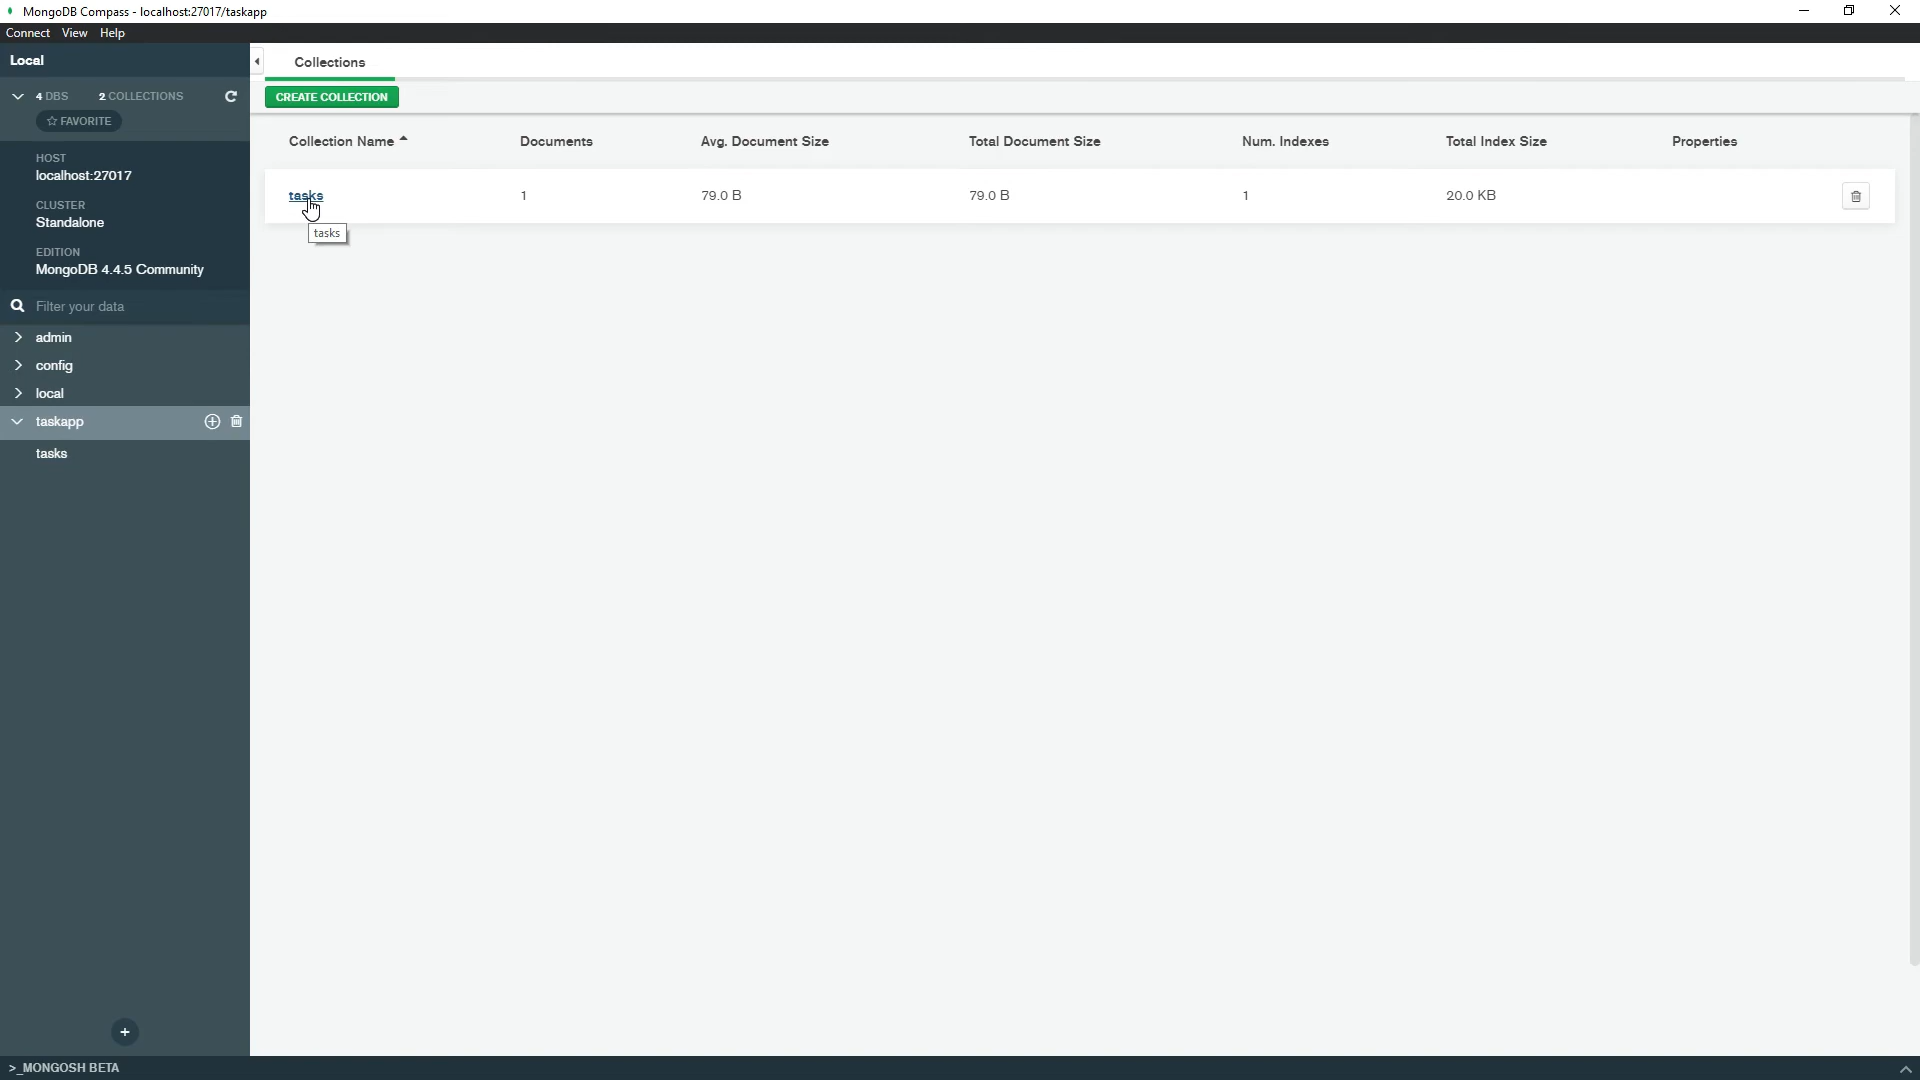 MongoDB Compass - localhost:27017/taskapp
Connect View Help
Local
Collections
4 DBS 2 COLLECTIONS
FAVORITE
CREATE COLLECTION
HOST
localhost:27017
CLUSTER
Standalone
EDITION
MongoDB 4.4.5 Community
Filter your data
admin
config
local
taskapp
tasks
Collection Name Documents Avg. Document Size Total Document Size Num. Indexes Total Index Size Properties
tasks 1 79.0 B 79.0 B 1 20.0 KB
tasks
+
>_MONGOSH BETA